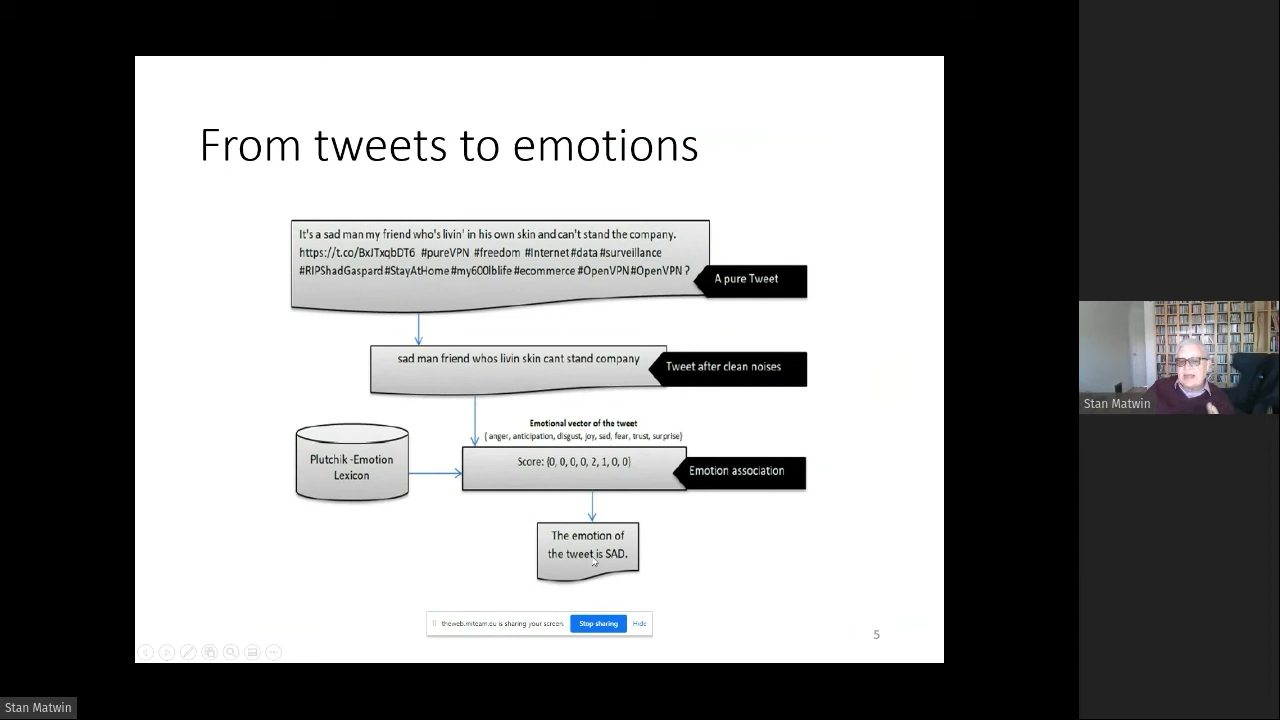 From tweets to emotions
It's a sad man my friend who's livin' in his own skin and can't stand the company.
https://t.co/BxJTxqbDT6 #pureVPN #freedom #Internet #data #surveillance
#RIPShadGaspard #StayAtHome #my600lblife #ecommerce #OpenVPN #OpenVPN ?
A pure Tweet
sad man friend whos livin skin cant stand company
Tweet after clean noises
Emotional vector of the tweet
{ anger, anticipation, disgust, joy, sad, fear, trust, surprise}
Plutchik -Emotion
Lexicon
Score: {0, 0, 0, 0, 2, 1, 0, 0}
Emotion association
The emotion of
the tweet is SAD.
theweb.miteam.eu is sharing your screen.
Stop sharing
Hide
5
Stan Matwin
Stan Matwin